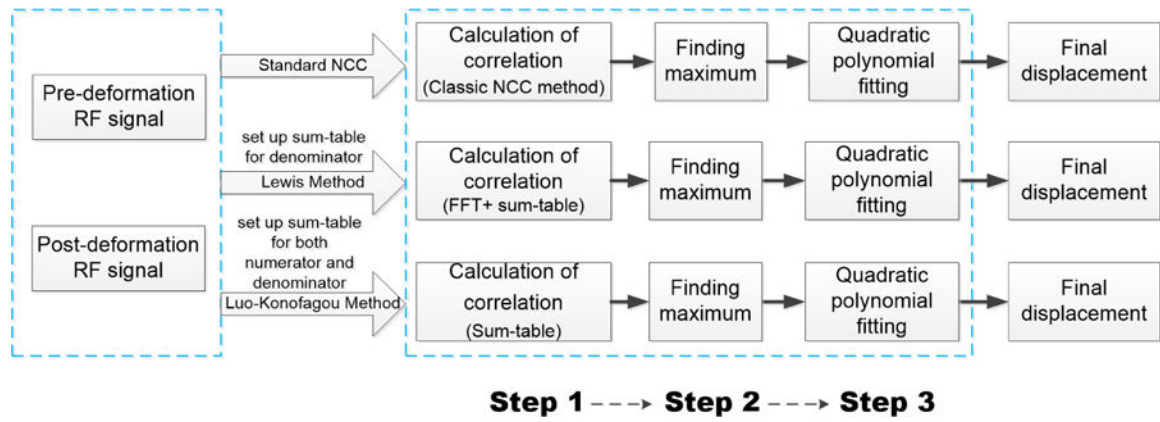 Pre-deformation
RF signal
Post-deformation
RF signal
Standard NCC
Calculation of
correlation
(Classic NCC method)
Finding
maximum
Quadratic
polynomial
fitting
Final
displacement
set up sum-table
for denominator
Lewis Method
Calculation of
correlation
(FFT+ sum-table)
Finding
maximum
Quadratic
polynomial
fitting
Final
displacement
set up sum-table
for both
numerator and
denominator
Luo-Konofagou Method
Calculation of
correlation
(Sum-table)
Finding
maximum
Quadratic
polynomial
fitting
Final
displacement
Step 1 Step 2 Step 3